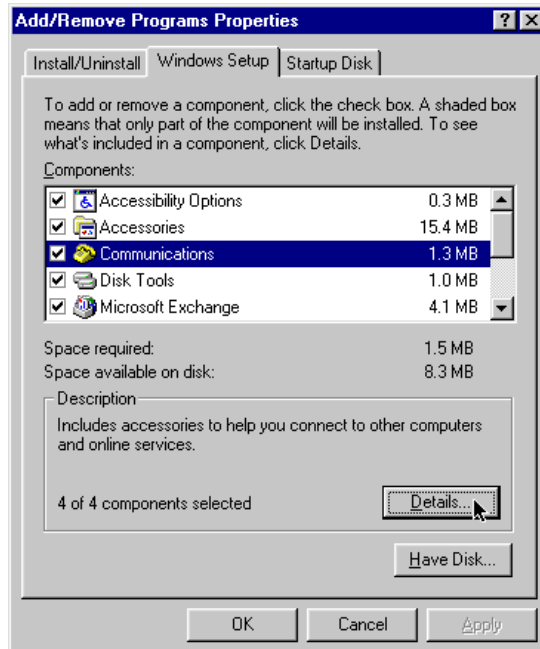 Add/Remove Programs Properties
Install/Uninstall Windows Setup Startup Disk
To add or remove a component, click the check box. A shaded box
means that only part of the component will be installed. To see
what's included in a component, click Details.
Components:
Accessibility Options 0.3 MB
Accessories 15.4 MB
Communications 1.3 MB
Disk Tools 1.0 MB
Microsoft Exchange 4.1 MB
Space required: 1.5 MB
Space available on disk: 8.3 MB
Description
Includes accessories to help you connect to other computers
and online services.
4 of 4 components selected Details...
Have Disk...
OK Cancel Apply